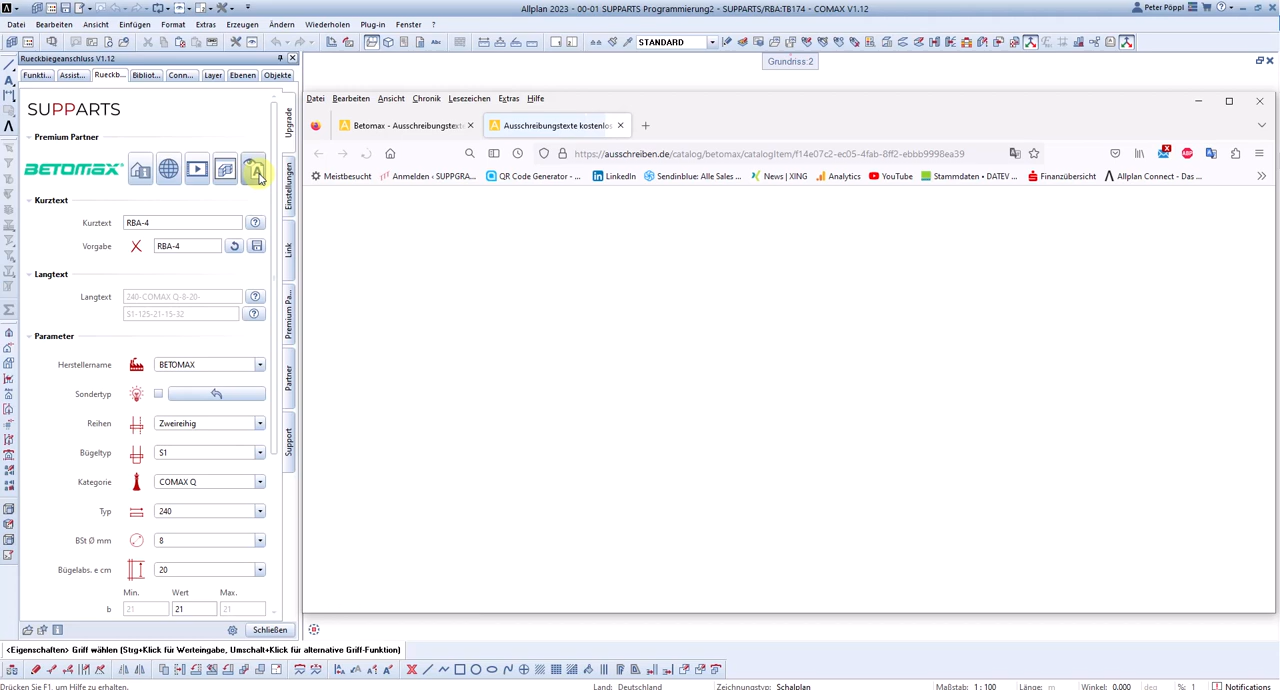 Allplan 2023 - 00-01 SUPPARTS Programmierung2 - SUPPARTS/RBA:TB174 - COMAX V1.12
Peter Pöppl
Datei Bearbeiten Ansicht Einfügen Format Extras Erzeugen Ändern Wiederholen Plug-in Fenster ?
STANDARD
Rueckbiegeanschluss V1.12
Grundriss:2
Funkti... Assist... Rueckb... Bibliot... Conn... Layer Ebenen Objekte
SUPPARTS
Premium Partner
BETOMAX
Kurztext
Kurztext RBA-4
Vorgabe RBA-4
Langtext
Langtext 240-COMAX Q-8-20-
S1-125-21-15-32
Parameter
Herstellername BETOMAX
Sondertyp
Reihen Zweireihig
Bügeltyp S1
Kategorie COMAX Q
Typ 240
BSt Ø mm 8
Bügelabs. e cm 20
Min. Wert Max.
b 21 21 21
Schließen
Upgrade
Einstellungen
Link
Premium Pa...
Partner
Support
Datei Bearbeiten Ansicht Chronik Lesezeichen Extras Hilfe
Betomax - Ausschreibungstexte
Ausschreibungstexte kostenlos
https://ausschreiben.de/catalog/betomax/catalogItem/f14e07c2-ec05-4fab-8ff2-ebbb9998ea39
Meistbesucht Anmelden ‹ SUPPGRA... QR Code Generator -... LinkedIn Sendinblue: Alle Sales ... News | XING Analytics YouTube Stammdaten ? DATEV ... Finanzübersicht Allplan Connect - Das ...
<Eigenschaften> Griff wählen (Strg+Klick für Werteingabe, Umschalt+Klick für alternative Griff-Funktion)
Drücken Sie F1, um Hilfe zu erhalten.
Land: Deutschland Zeichnungstyp: Schalplan Maßstab: 1 : 100 Länge: m Winkel: 0.000 deg %: 1 Notifications